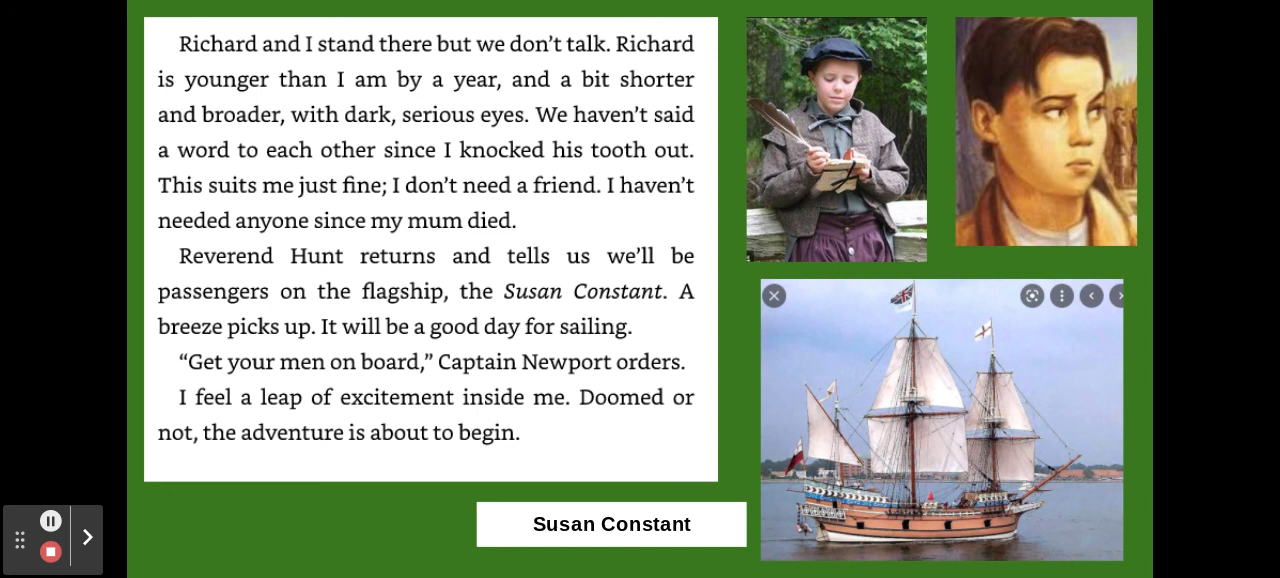 Richard and I stand there but we don’t talk. Richard
is younger than I am by a year, and a bit shorter
and broader, with dark, serious eyes. We haven’t said
a word to each other since I knocked his tooth out.
This suits me just fine; I don’t need a friend. I haven’t
needed anyone since my mum died.
Reverend Hunt returns and tells us we’ll be
passengers on the flagship, the Susan Constant. A
breeze picks up. It will be a good day for sailing.
“Get your men on board,” Captain Newport orders.
I feel a leap of excitement inside me. Doomed or
not, the adventure is about to begin.
Susan Constant